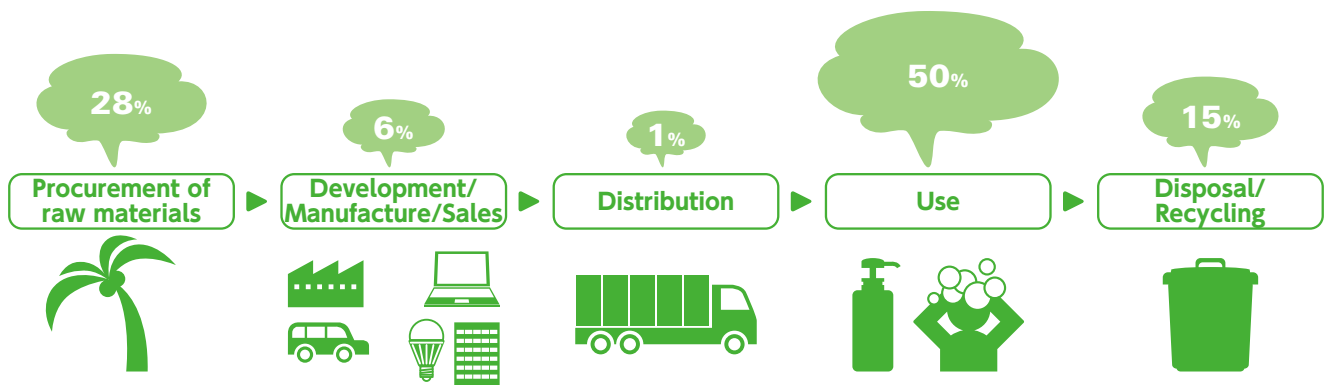 28%
6%
1%
50%
15%
Procurement of
raw materials
Development/
Manufacture/Sales
Distribution
Use
Disposal/
Recycling